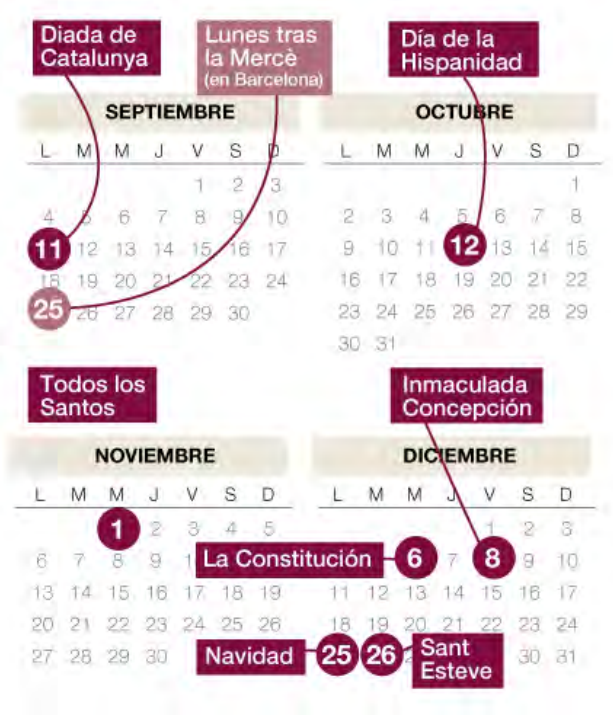 Diada de
Catalunya
Lunes tras
la Mercè
(en Barcelona)
Día de la
Hispanidad
SEPTIEMBRE
L M M J V S D
1 2 3
4 5 6 7 8 9 10
11 12 13 14 15 16 17
18 19 20 21 22 23 24
25 26 27 28 29 30
OCTUBRE
L M M J V S D
1
2 3 4 5 6 7 8
9 10 11 12 13 14 15
16 17 18 19 20 21 22
23 24 25 26 27 28 29
30 31
Todos los
Santos
Inmaculada
Concepción
NOVIEMBRE
L M M J V S D
1 2 3 4 5
6 7 8 9
13 14 15 16 17 18 19
20 21 22 23 24 25 26
27 28 29 30
DICIEMBRE
L M M J V S D
1 2 3
La Constitución 6 7 8 9 10
11 12 13 14 15 16 17
18 19 20 21 22 23 24
Navidad 25 26 Sant
Esteve
30 31